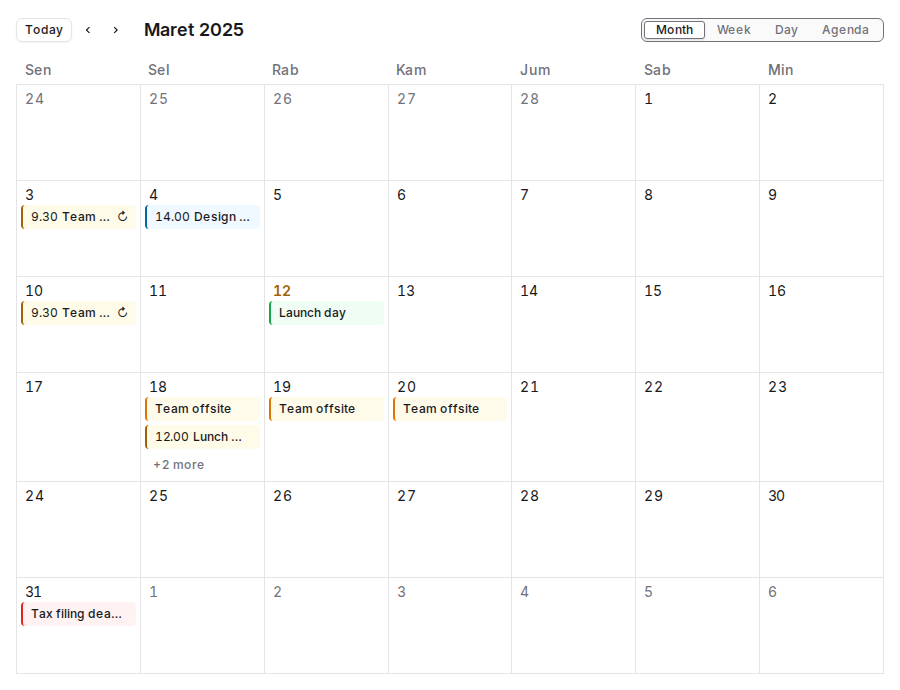 Today ‹ › Maret 2025 Month Week Day Agenda
Sen Sel Rab Kam Jum Sab Min
24 25 26 27 28 1 2
3 4 5 6 7 8 9
9.30 Team ... 14.00 Design ...
10 11 12 13 14 15 16
9.30 Team ... Launch day
17 18 19 20 21 22 23
Team offsite Team offsite Team offsite
12.00 Lunch ...
+2 more
24 25 26 27 28 29 30
31 1 2 3 4 5 6
Tax filing dea...